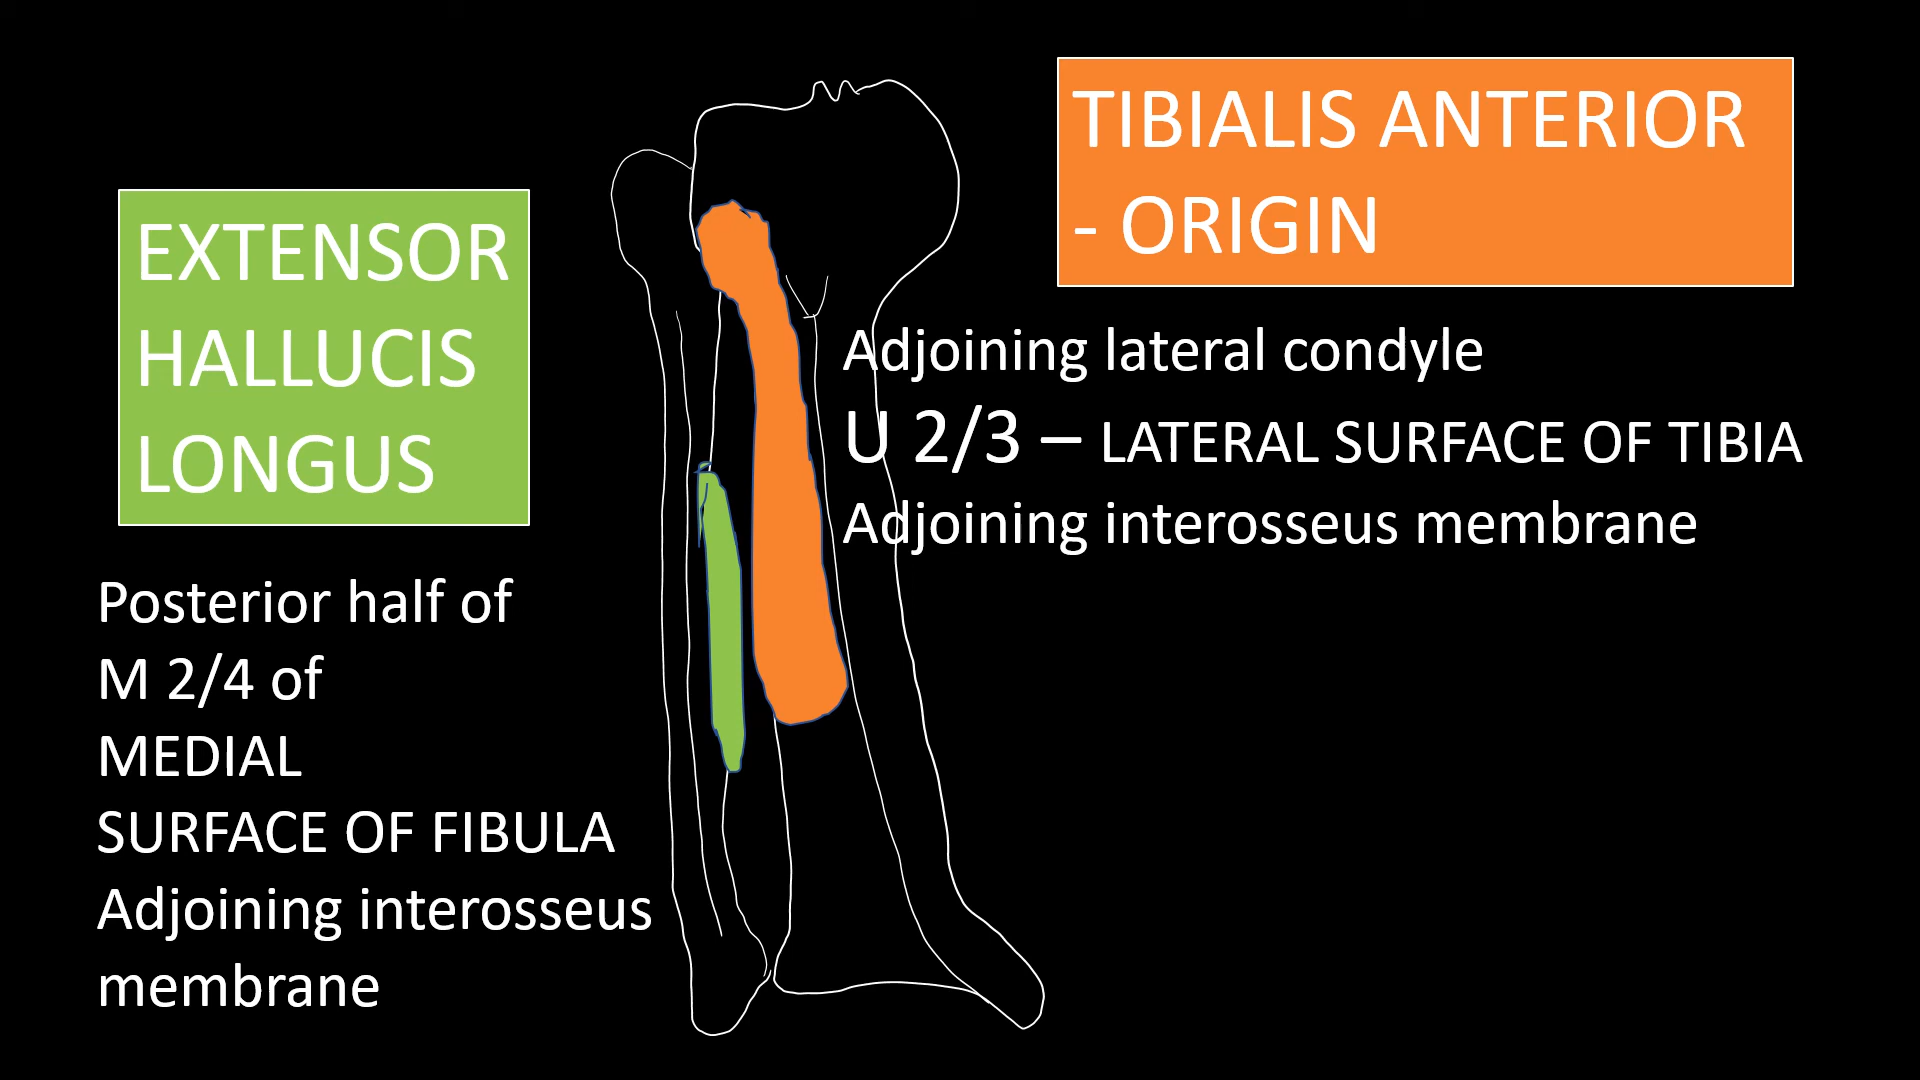 EXTENSOR
HALLUCIS
LONGUS
Posterior half of
M 2/4 of
MEDIAL
SURFACE OF FIBULA
Adjoining interosseus
membrane
TIBIALIS ANTERIOR
- ORIGIN
Adjoining lateral condyle
U 2/3 – LATERAL SURFACE OF TIBIA
Adjoining interosseus membrane